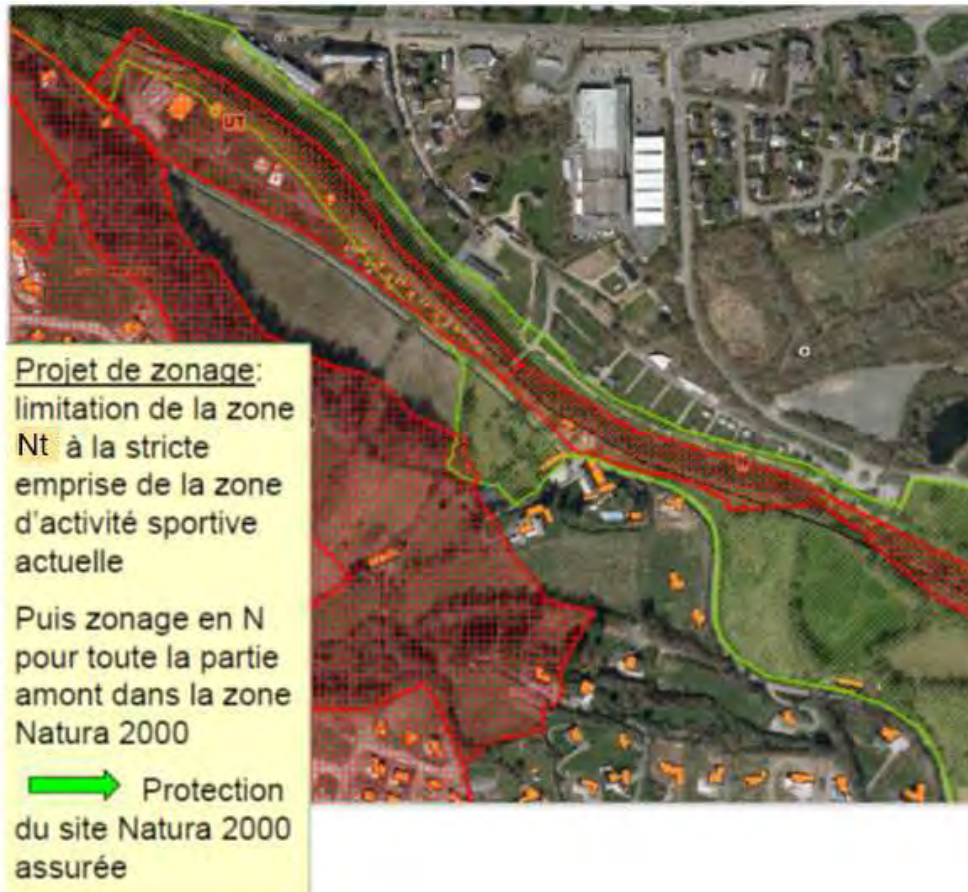 UT
Projet de zonage:
limitation de la zone
Nt à la stricte
emprise de la zone
d'activité sportive
actuelle
Puis zonage en N
pour toute la partie
amont dans la zone
Natura 2000
Protection
du site Natura 2000
assurée